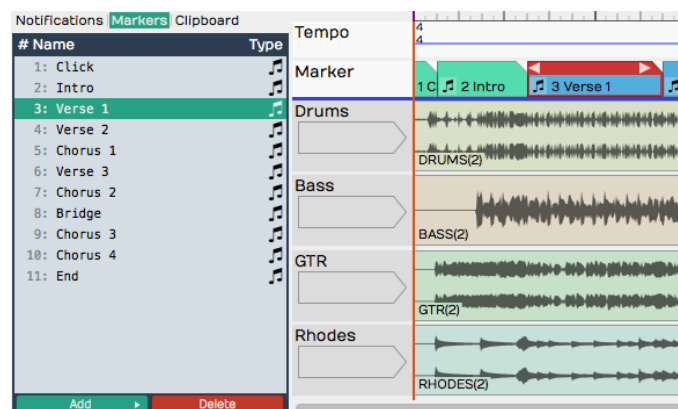 Notifications Markers Clipboard
# Name Type
1: Click
2: Intro
3: Verse 1
4: Verse 2
5: Chorus 1
6: Verse 3
7: Chorus 2
8: Bridge
9: Chorus 3
10: Chorus 4
11: End
Add Delete
Tempo
4
4
Marker
1 C 2 Intro 3 Verse 1
Drums
DRUMS(2)
Bass
BASS(2)
GTR
GTR(2)
Rhodes
RHODES(2)